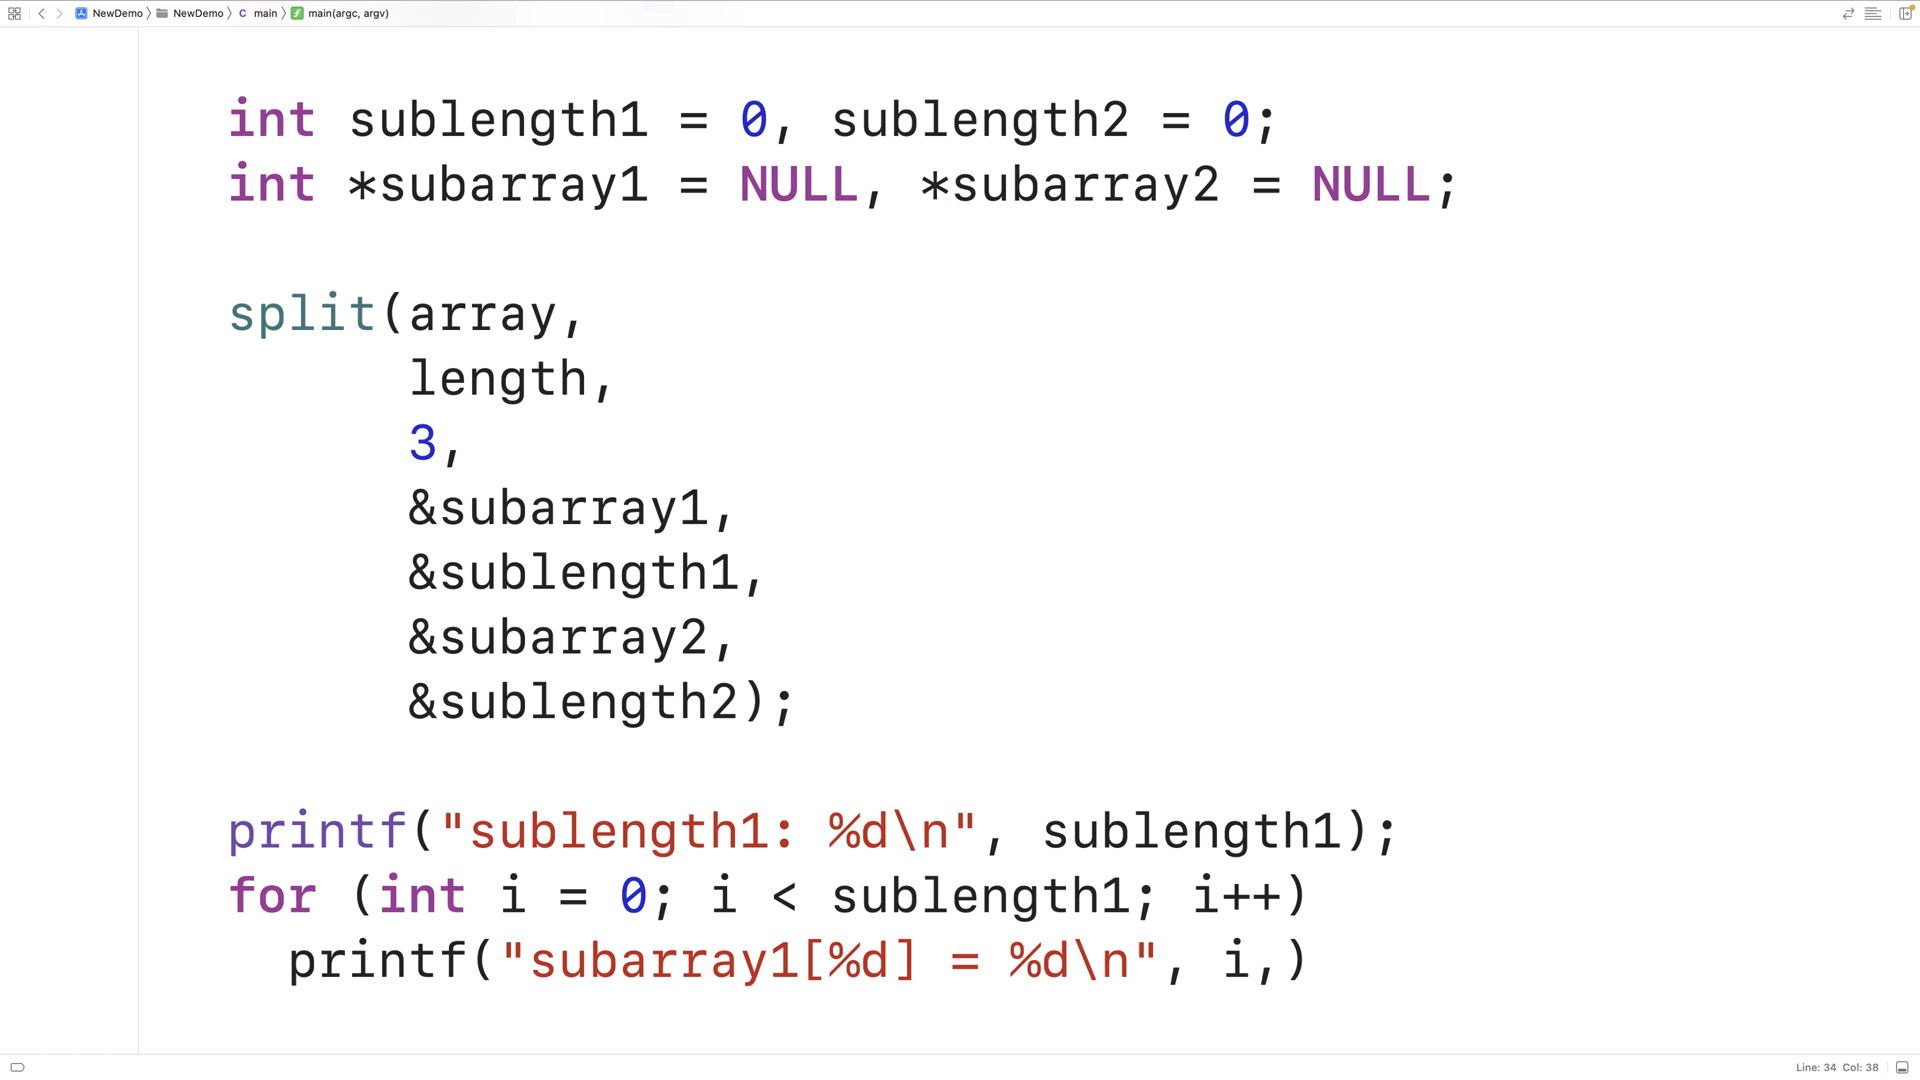 NewDemo NewDemo C main f main(argc, argv)
int sublength1 = 0, sublength2 = 0;
int *subarray1 = NULL, *subarray2 = NULL;
split(array,
length,
3,
&subarray1,
&sublength1,
&subarray2,
&sublength2);
printf("sublength1: %d\n", sublength1);
for (int i = 0; i < sublength1; i++)
printf("subarray1[%d] = %d\n", i,)
Line: 34 Col: 38